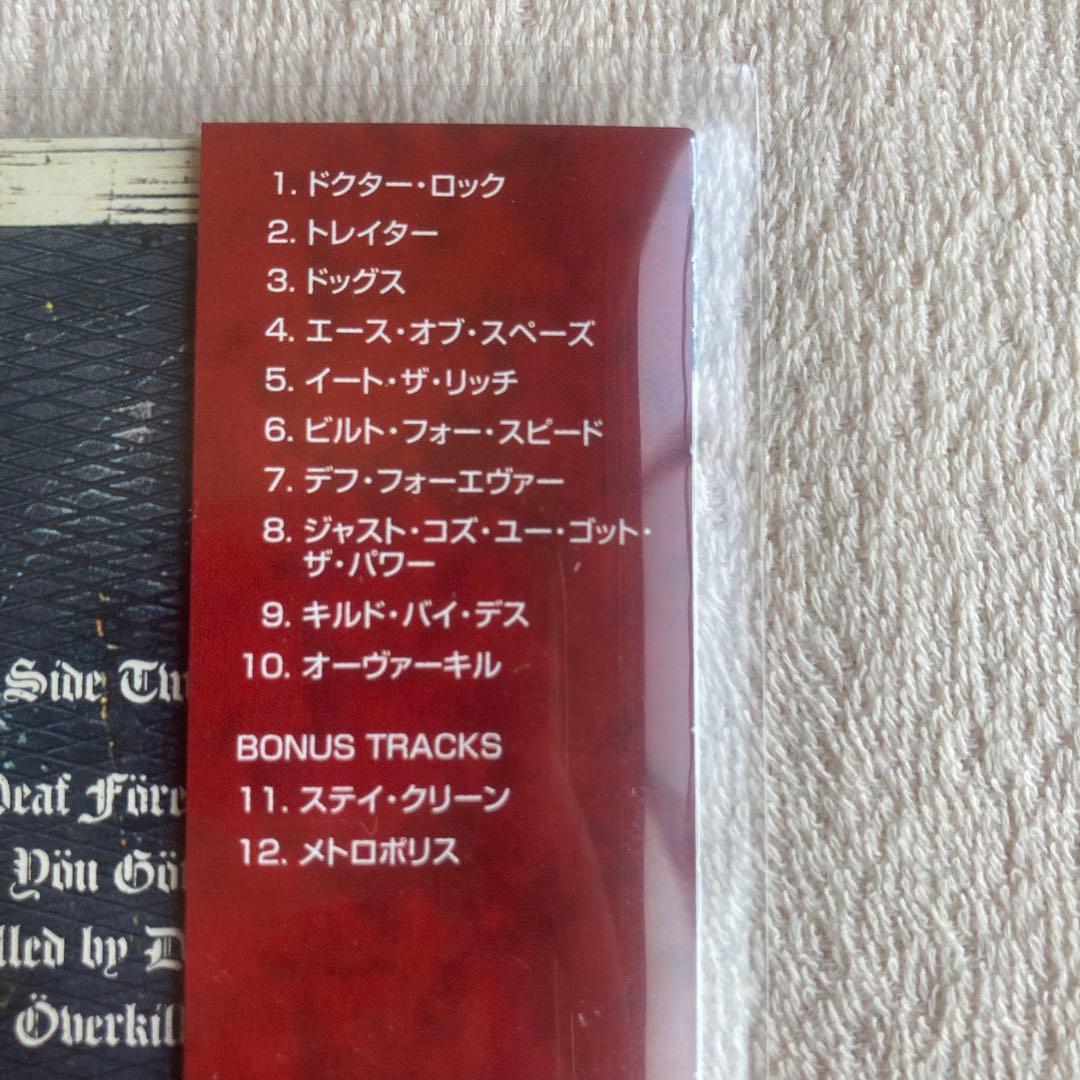 1. ドクター・ロック
2. トレイター
3. ドッグス
4. エース・オブ・スペーズ
5. イート・ザ・リッチ
6. ビルト・フォー・スピード
7. デフ・フォーエヴァー
8. ジャスト・コズ・ユー・ゴット・
ザ・パワー
9. キルド・バイ・デス
10. オーヴァーキル
BONUS TRACKS
11. ステイ・クリーン
12. メトロポリス
Side
Yöu
by